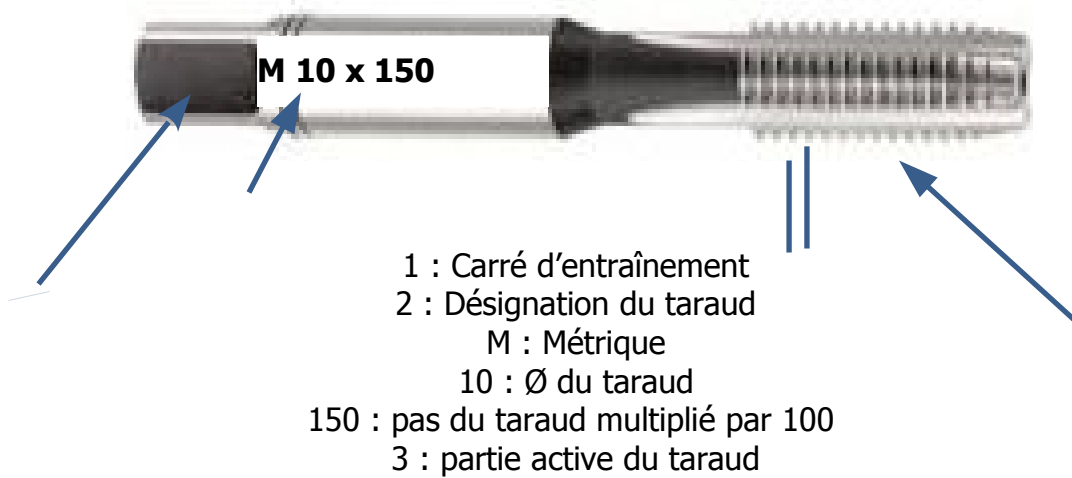 M 10 x 150
1 : Carré d’entraînement
2 : Désignation du taraud
M : Métrique
10 : Ø du taraud
150 : pas du taraud multiplié par 100
3 : partie active du taraud